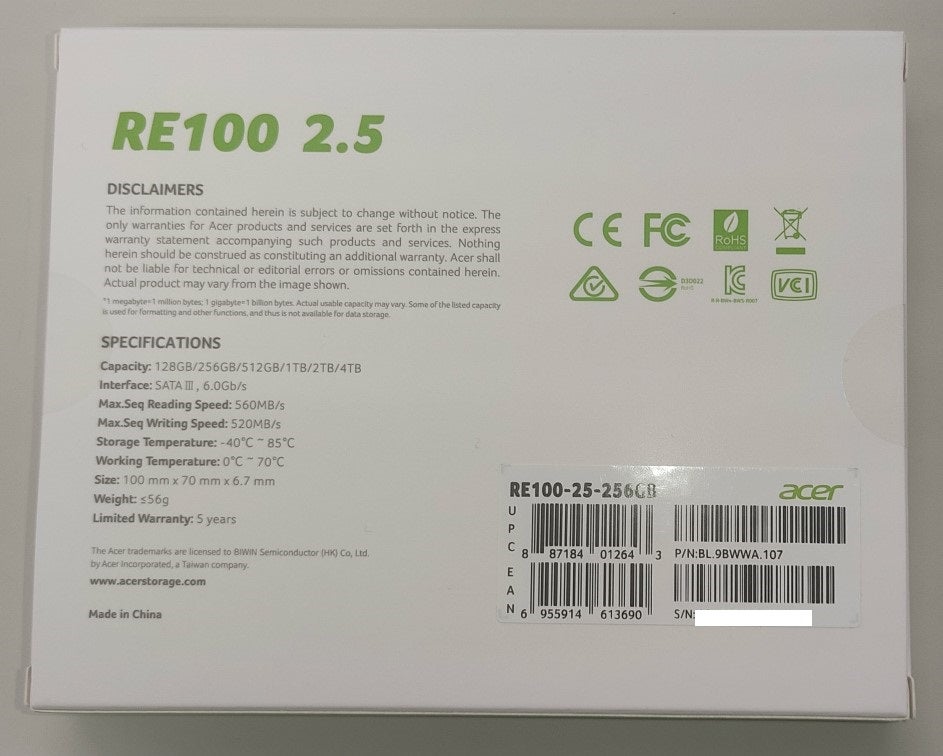 RE100 2.5
DISCLAIMERS
The information contained herein is subject to change without notice. The
only warranties for Acer products and services are set forth in the express
warranty statement accompanying such products and services. Nothing
herein should be construed as constituting an additional warranty. Acer shall
not be liable for technical or editorial errors or omissions contained herein.
Actual product may vary from the image shown.
*1 megabyte=1 million bytes; 1 gigabyte=1 billion bytes. Actual usable capacity may vary. Some of the listed capacity
is used for formatting and other functions, and thus is not available for data storage.
SPECIFICATIONS
Capacity: 128GB/256GB/512GB/1TB/2TB/4TB
Interface: SATA III , 6.0Gb/s
Max.Seq Reading Speed: 560MB/s
Max.Seq Writing Speed: 520MB/s
Storage Temperature: -40°C ~ 85°C
Working Temperature: 0°C ~ 70°C
Size: 100 mm x 70 mm x 6.7 mm
Weight: ≤56g
Limited Warranty: 5 years
The Acer trademarks are licensed to BIWIN Semiconductor (HK) Co, Ltd.
by Acer Incorporated, a Taiwan company.
www.acerstorage.com
Made in China
CE FC RoHS
D3D022
RoHS
VCI
RE100-25-256GB acer
UPC
8 87184 01264 3
P/N:BL.9BWWA.107
EAN
6 955914 613690
S/N: